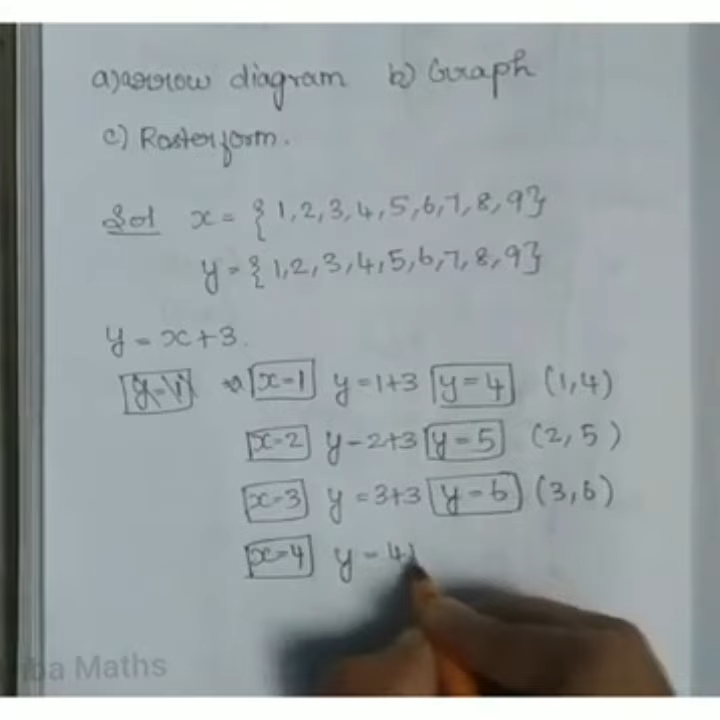 a) arrow diagram b) Graph
c) Rosterform.
Sol x = { 1, 2, 3, 4, 5, 6, 7, 8, 9}
y = { 1, 2, 3, 4, 5, 6, 7, 8, 9}
y = x + 3.
x = 1 y = 1+3 y = 4 (1, 4)
x = 2 y = 2+3 y = 5 (2, 5)
x = 3 y = 3+3 y = 6 (3, 6)
x = 4 y = 4
Maths